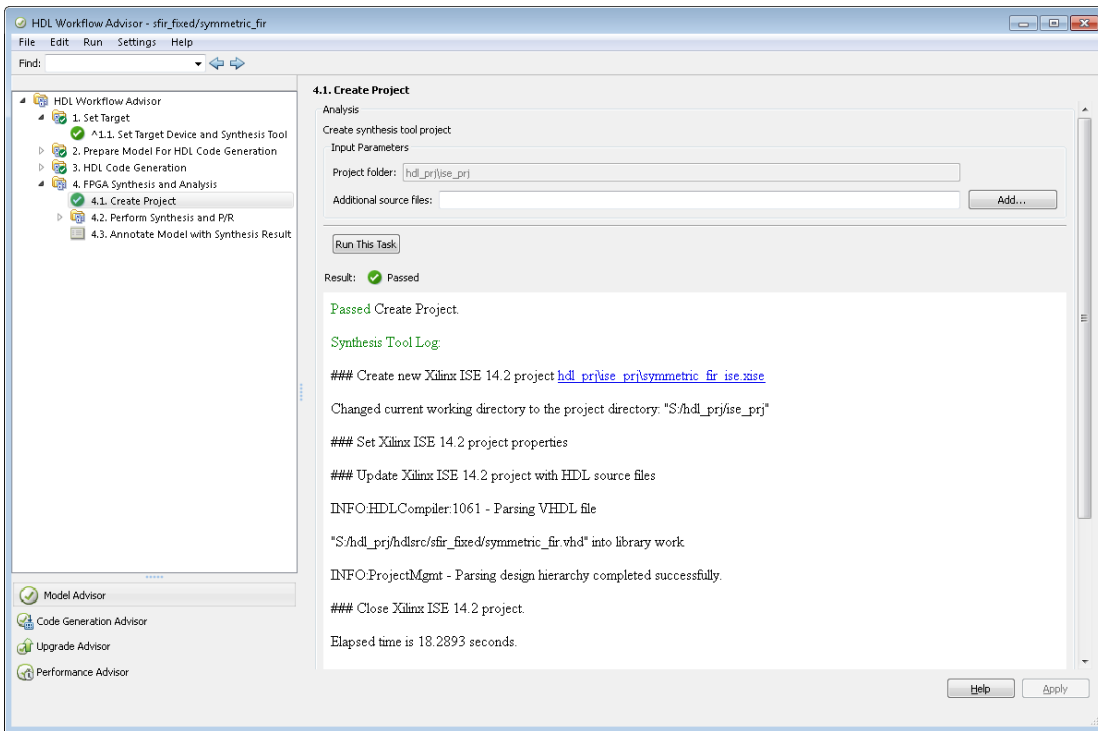 HDL Workflow Advisor - sfir_fixed/symmetric_fir
File Edit Run Settings Help
Find:
HDL Workflow Advisor
1. Set Target
^1.1. Set Target Device and Synthesis Tool
2. Prepare Model For HDL Code Generation
3. HDL Code Generation
4. FPGA Synthesis and Analysis
4.1. Create Project
4.2. Perform Synthesis and P/R
4.3. Annotate Model with Synthesis Result
Model Advisor
Code Generation Advisor
Upgrade Advisor
Performance Advisor
4.1. Create Project
Analysis
Create synthesis tool project
Input Parameters
Project folder: hdl_prj\ise_prj
Additional source files: Add...
Run This Task
Result: Passed
Passed Create Project.
Synthesis Tool Log:
### Create new Xilinx ISE 14.2 project hdl_prj\ise_prj\symmetric_fir_ise.xise
Changed current working directory to the project directory: "S:/hdl_prj/ise_prj"
### Set Xilinx ISE 14.2 project properties
### Update Xilinx ISE 14.2 project with HDL source files
INFO:HDLCompiler:1061 - Parsing VHDL file
"S:/hdl_prj/hdlsrc/sfir_fixed/symmetric_fir.vhd" into library work
INFO:ProjectMgmt - Parsing design hierarchy completed successfully.
### Close Xilinx ISE 14.2 project.
Elapsed time is 18.2893 seconds.
Help Apply